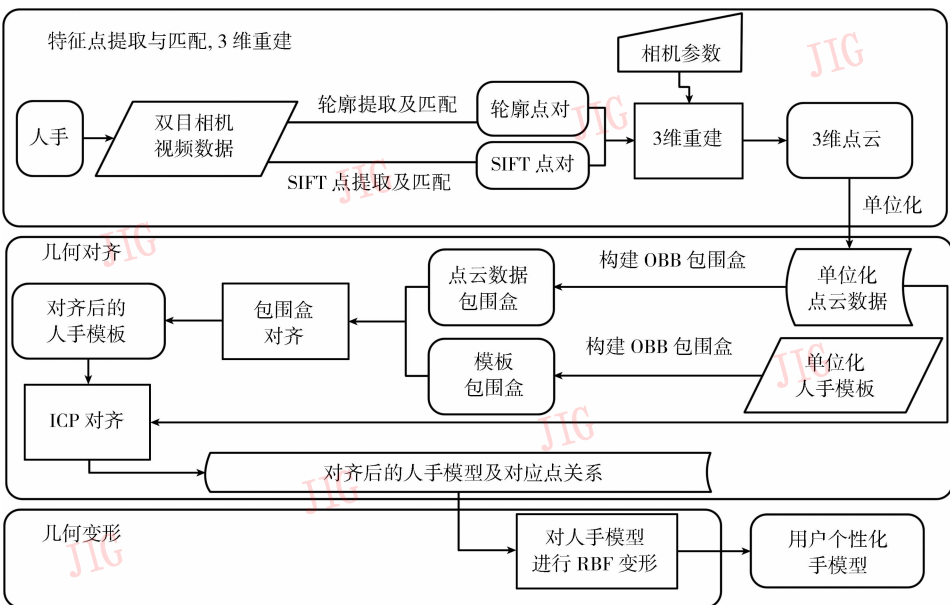 特征点提取与匹配, 3 维重建
相机参数
JIG
人手
双目相机
视频数据
轮廓提取及匹配
轮廓点对
JIG
3维重建
3维点云
SIFT 点提取及匹配
SIFT 点对
JIG
单位化
JIG
几何对齐
对齐后的
人手模板
包围盒
对齐
点云数据
包围盒
构建 OBB 包围盒
单位化
点云数据
模板
包围盒
构建 OBB 包围盒
单位化
人手模板
JIG
ICP 对齐
JIG
对齐后的人手模型及对应点关系
JIG
几何变形
JIG
对人手模型
进行 RBF 变形
用户个性化
手模型